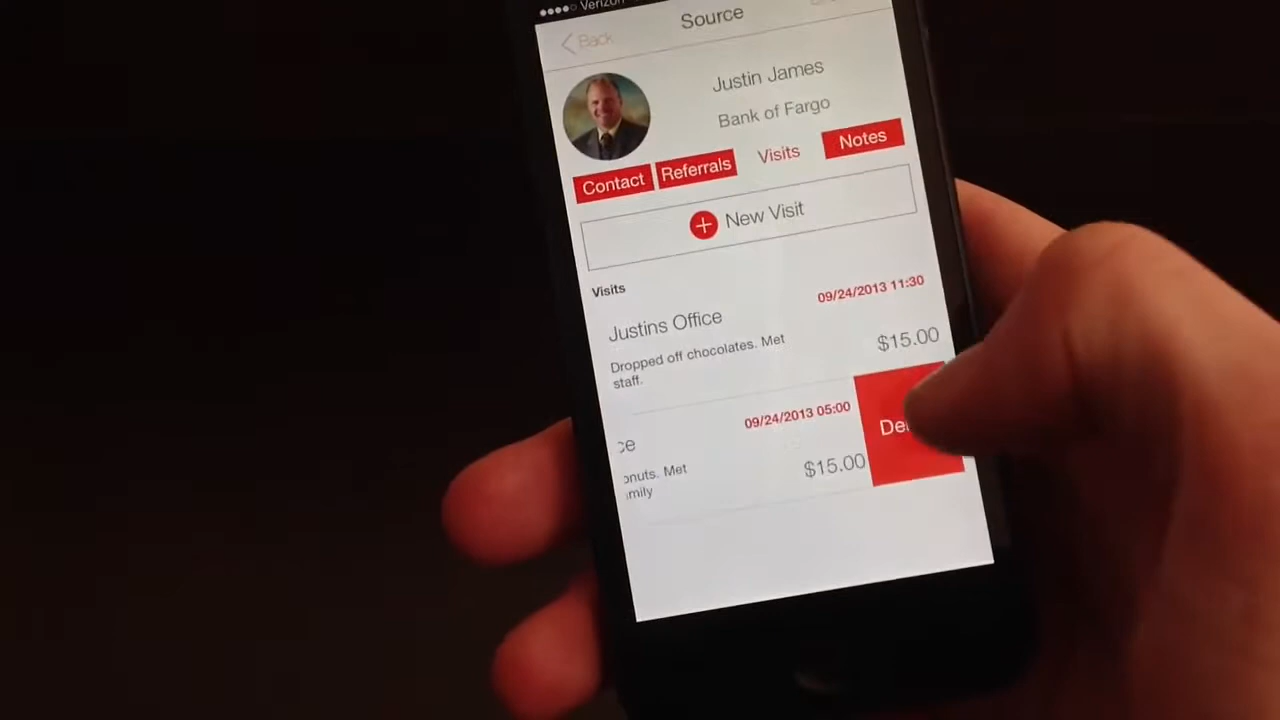 Verizon
Back
Source
Justin James
Bank of Fargo
Contact
Referrals
Visits
Notes
+ New Visit
Visits
09/24/2013 11:30
Justins Office
Dropped off chocolates. Met
staff.
$15.00
09/24/2013 05:00
ce
onuts. Met
amily
$15.00
De